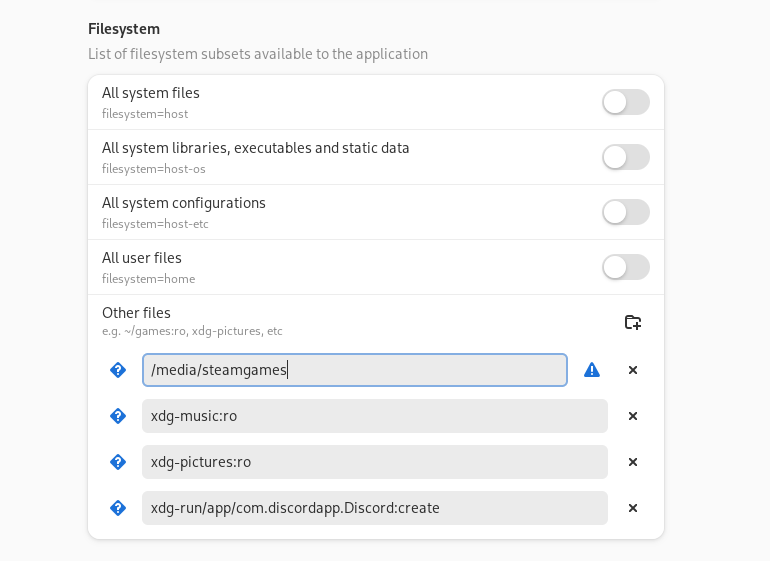 Filesystem
List of filesystem subsets available to the application
All system files
filesystem=host
All system libraries, executables and static data
filesystem=host-os
All system configurations
filesystem=host-etc
All user files
filesystem=home
Other files
e.g. ~/games:ro, xdg-pictures, etc
/media/steamgames
xdg-music:ro
xdg-pictures:ro
xdg-run/app/com.discordapp.Discord:create